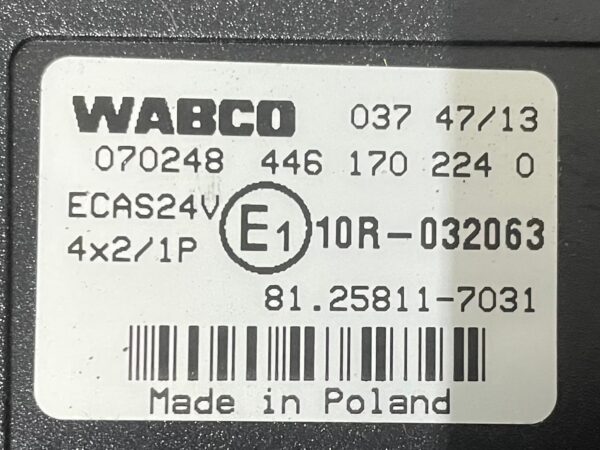 WABCO 037 47/13
070248 446 170 224 0
ECAS24V
4x2/1P E1 10R-032063
81.25811-7031
Made in Poland